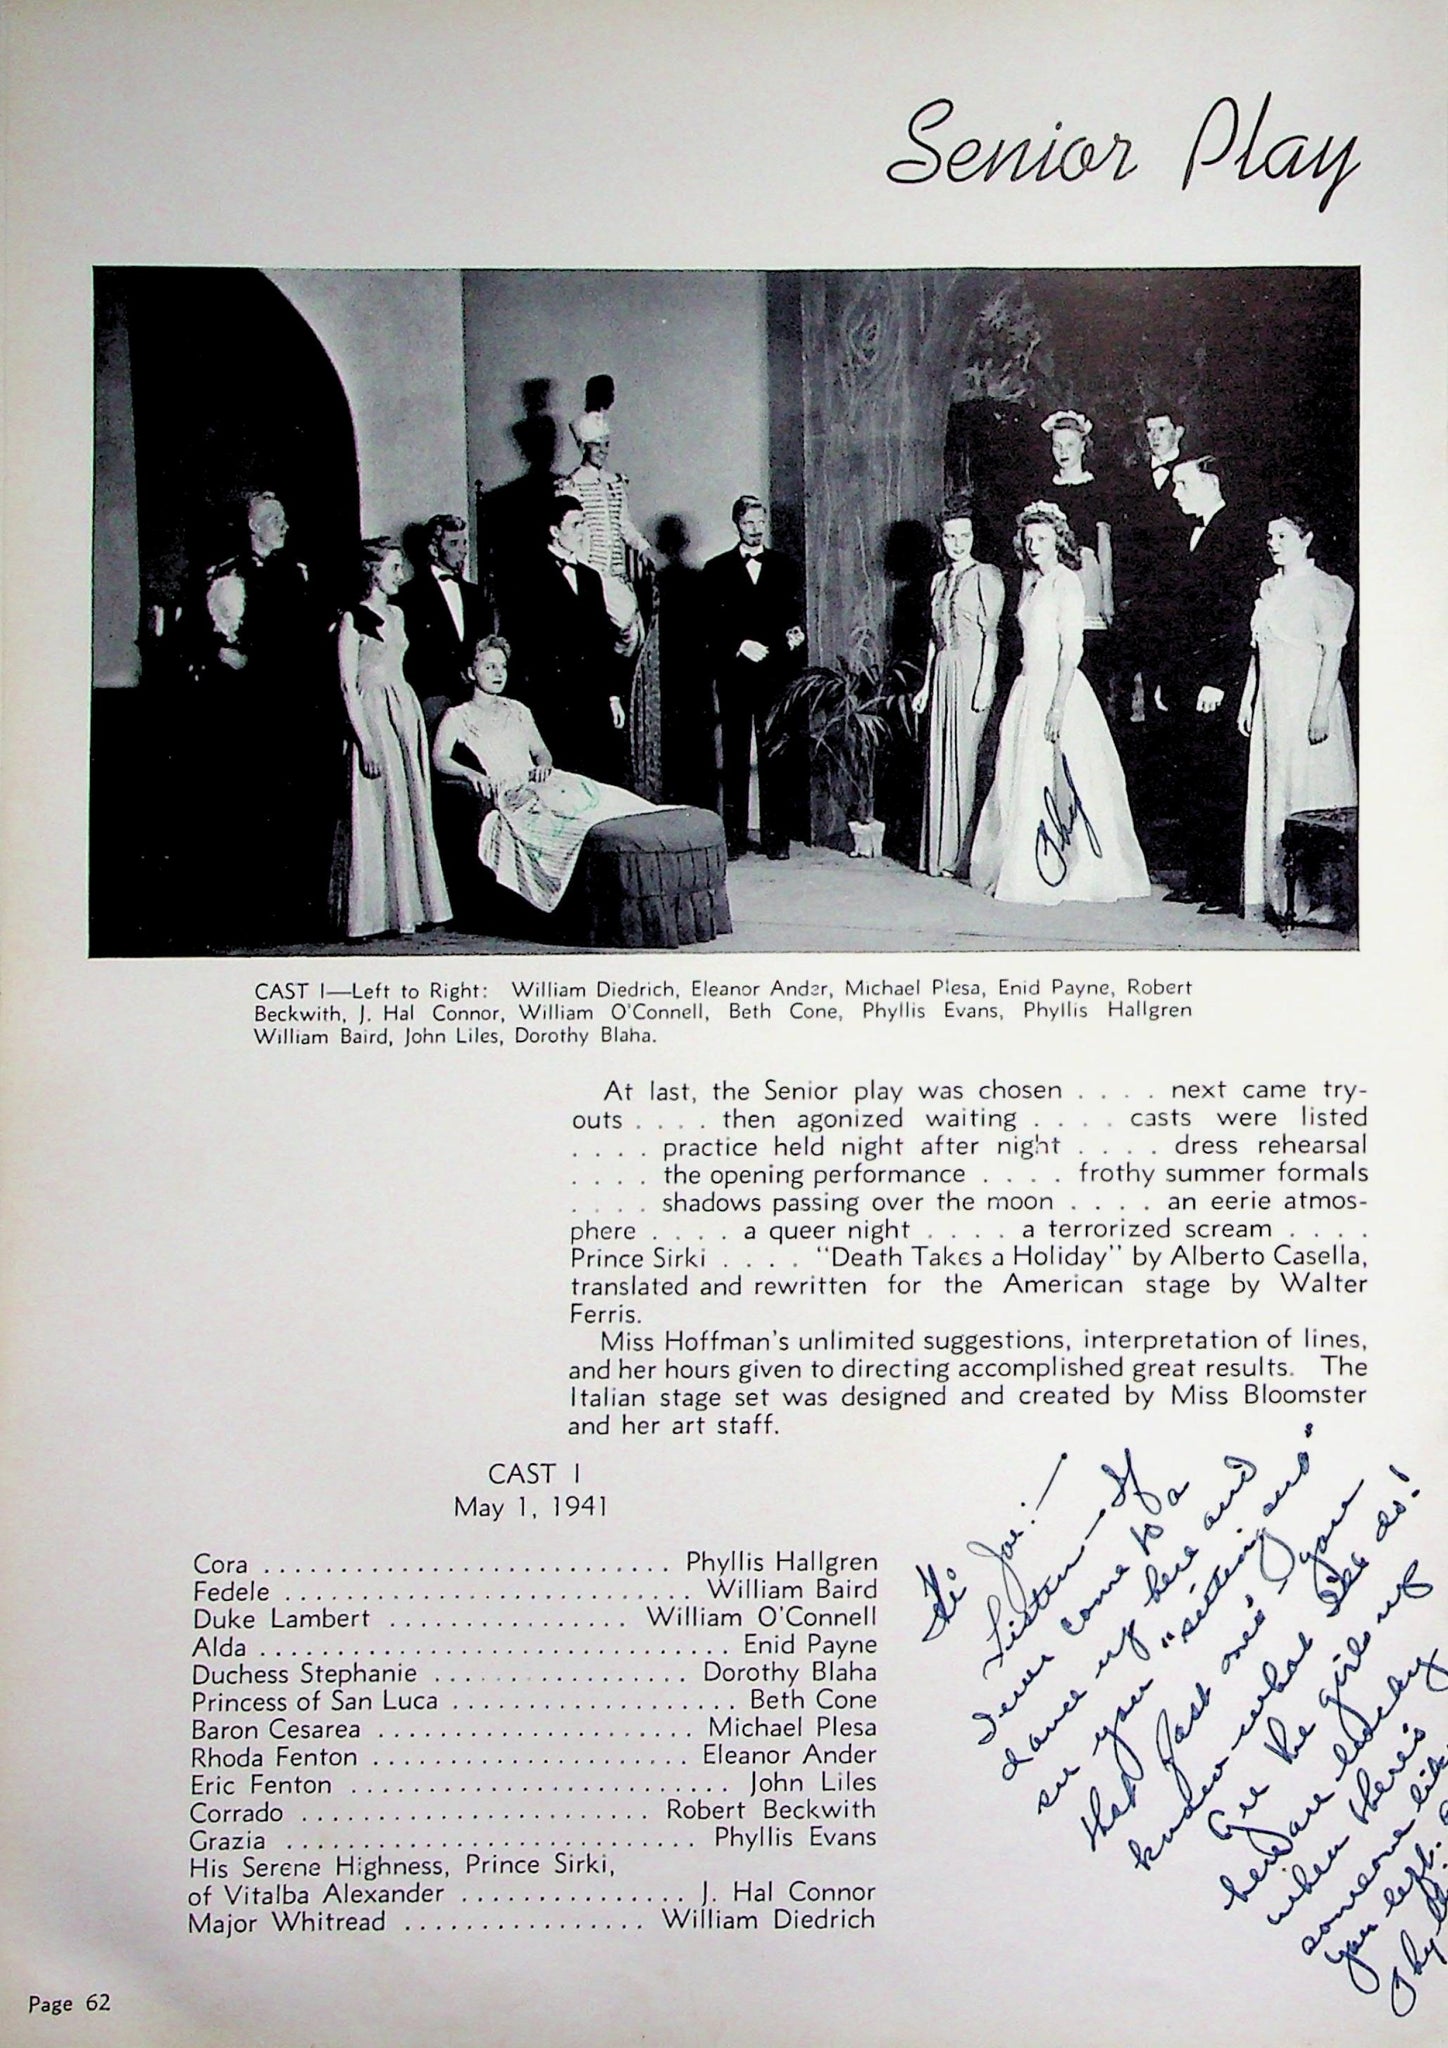 Senior Play
Phy
CAST I—Left to Right: William Diedrich, Eleanor Ander, Michael Plesa, Enid Payne, Robert
Beckwith, J. Hal Connor, William O'Connell, Beth Cone, Phyllis Evans, Phyllis Hallgren
William Baird, John Liles, Dorothy Blaha.
At last, the Senior play was chosen . . . . next came try-
outs . . . . then agonized waiting . . . . casts were listed
. . . . practice held night after night . . . . dress rehearsal
. . . . the opening performance . . . . frothy summer formals
. . . . shadows passing over the moon . . . . an eerie atmos-
phere . . . . a queer night . . . . a terrorized scream . . . .
Prince Sirki . . . . "Death Takes a Holiday" by Alberto Casella,
translated and rewritten for the American stage by Walter
Ferris.
Miss Hoffman's unlimited suggestions, interpretation of lines,
and her hours given to directing accomplished great results. The
Italian stage set was designed and created by Miss Bloomster
and her art staff.
CAST I
May 1, 1941
Cora . . . . . . . . . . . . . . . . . . . . . . . . . . . . Phyllis Hallgren
Fedele . . . . . . . . . . . . . . . . . . . . . . . . . . . . William Baird
Duke Lambert . . . . . . . . . . . . . . . . William O'Connell
Alda . . . . . . . . . . . . . . . . . . . . . . . . . . . . . . . . Enid Payne
Duchess Stephanie . . . . . . . . . . . . . . . . . Dorothy Blaha
Princess of San Luca . . . . . . . . . . . . . . . . . . . Beth Cone
Baron Cesarea . . . . . . . . . . . . . . . . . . . . . . Michael Plesa
Rhoda Fenton . . . . . . . . . . . . . . . . . . . . . Eleanor Ander
Eric Fenton . . . . . . . . . . . . . . . . . . . . . . . . . . John Liles
Corrado . . . . . . . . . . . . . . . . . . . . . . . . Robert Beckwith
Grazia . . . . . . . . . . . . . . . . . . . . . . . . . . . . Phyllis Evans
His Serene Highness, Prince Sirki,
of Vitalba Alexander . . . . . . . . . . . . . . . J. Hal Connor
Major Whitread . . . . . . . . . . . . . . . . William Diedrich
Hi Joe:—
Listen—If
I ever come to a
dance up here and
see you "sitting out"
that last one, you
know what I'll do!
Gee the girls up
here are lucky
when there's
someone like
you left.
Page 62